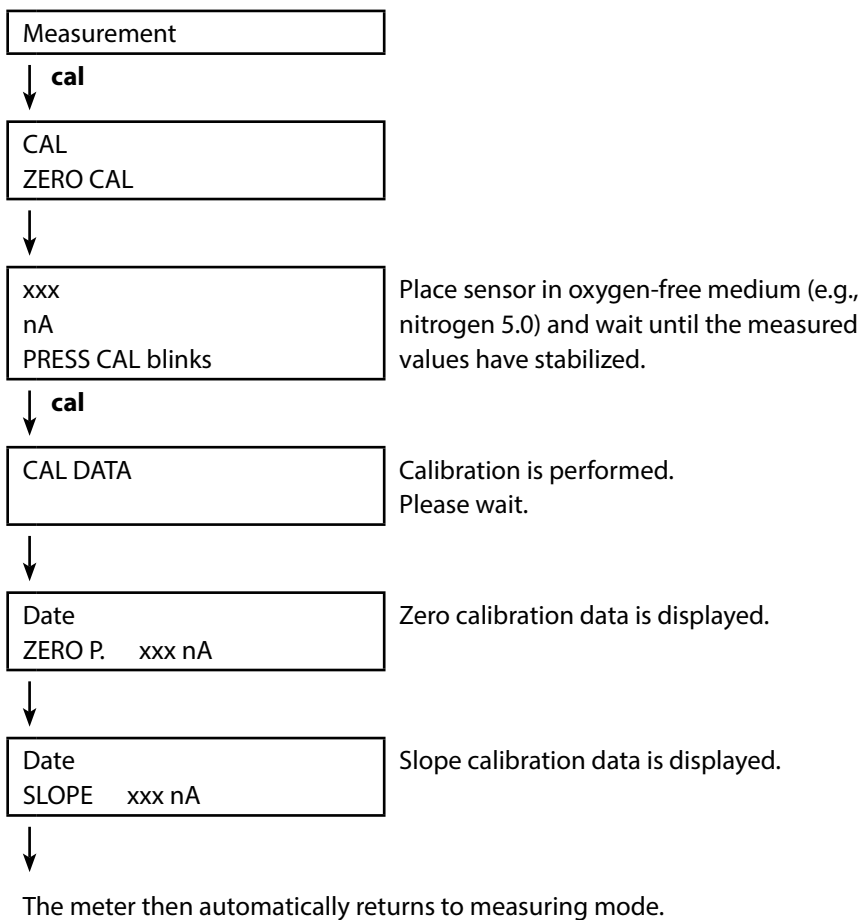 Measurement
cal
CAL
ZERO CAL
xxx
nA
PRESS CAL blinks
Place sensor in oxygen-free medium (e.g.,
nitrogen 5.0) and wait until the measured
values have stabilized.
cal
CAL DATA
Calibration is performed.
Please wait.
Date
ZERO P. xxx nA
Zero calibration data is displayed.
Date
SLOPE xxx nA
Slope calibration data is displayed.
The meter then automatically returns to measuring mode.